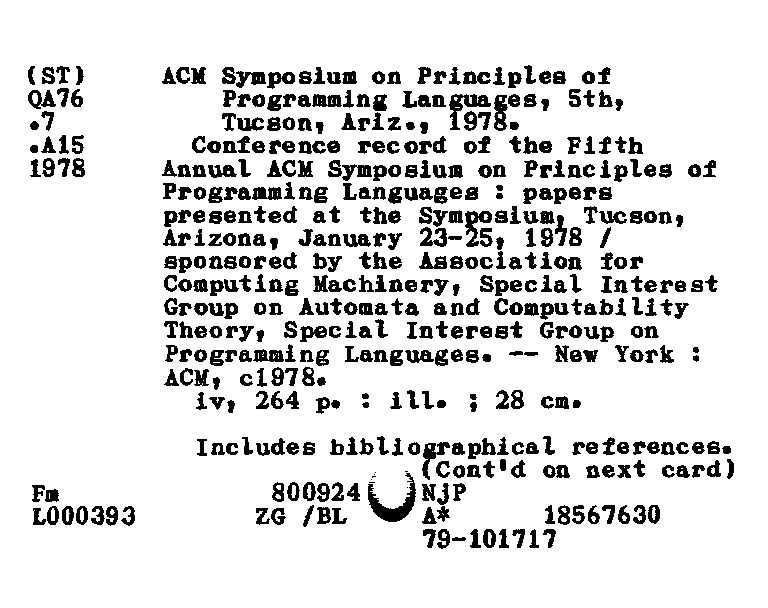 (ST) ACM Symposium on Principles of
QA76 Programming Languages, 5th,
.7 Tucson, Ariz., 1978.
.A15 Conference record of the Fifth
1978 Annual ACM Symposium on Principles of
Programming Languages : papers
presented at the Symposium, Tucson,
Arizona, January 23-25, 1978 /
sponsored by the Association for
Computing Machinery, Special Interest
Group on Automata and Computability
Theory, Special Interest Group on
Programming Languages. -- New York :
ACM, c1978.
iv, 264 p. : ill. ; 28 cm.
Includes bibliographical references.
(Cont'd on next card)
Fm 800924 NjP
L000393 ZG /BL A* 18567630
79-101717